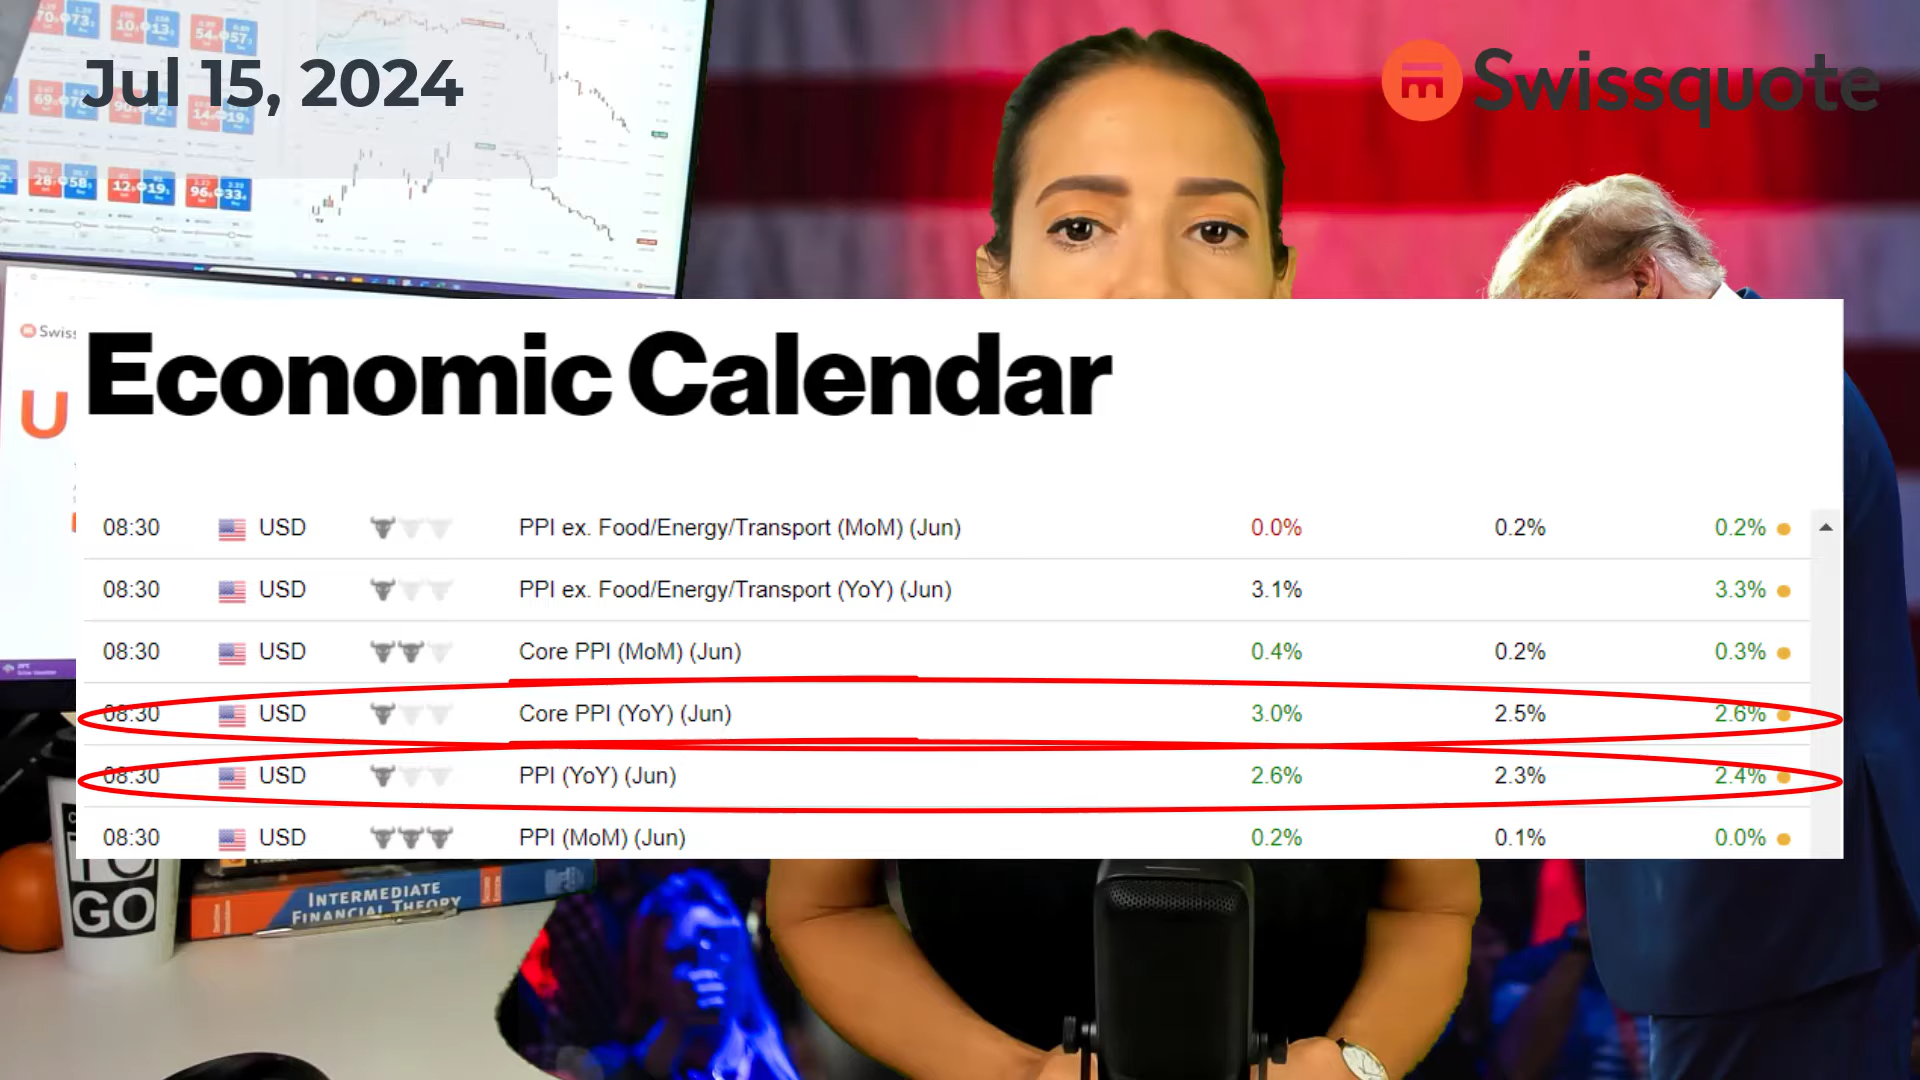 Jul 15, 2024
Swissquote
Swiss
U
Economic Calendar
08:30 USD PPI ex. Food/Energy/Transport (MoM) (Jun) 0.0% 0.2% 0.2%
08:30 USD PPI ex. Food/Energy/Transport (YoY) (Jun) 3.1% 3.3%
08:30 USD Core PPI (MoM) (Jun) 0.4% 0.2% 0.3%
08:30 USD Core PPI (YoY) (Jun) 3.0% 2.5% 2.6%
08:30 USD PPI (YoY) (Jun) 2.6% 2.3% 2.4%
08:30 USD PPI (MoM) (Jun) 0.2% 0.1% 0.0%
TO
GO
INTERMEDIATE
FINANCIAL THEORY